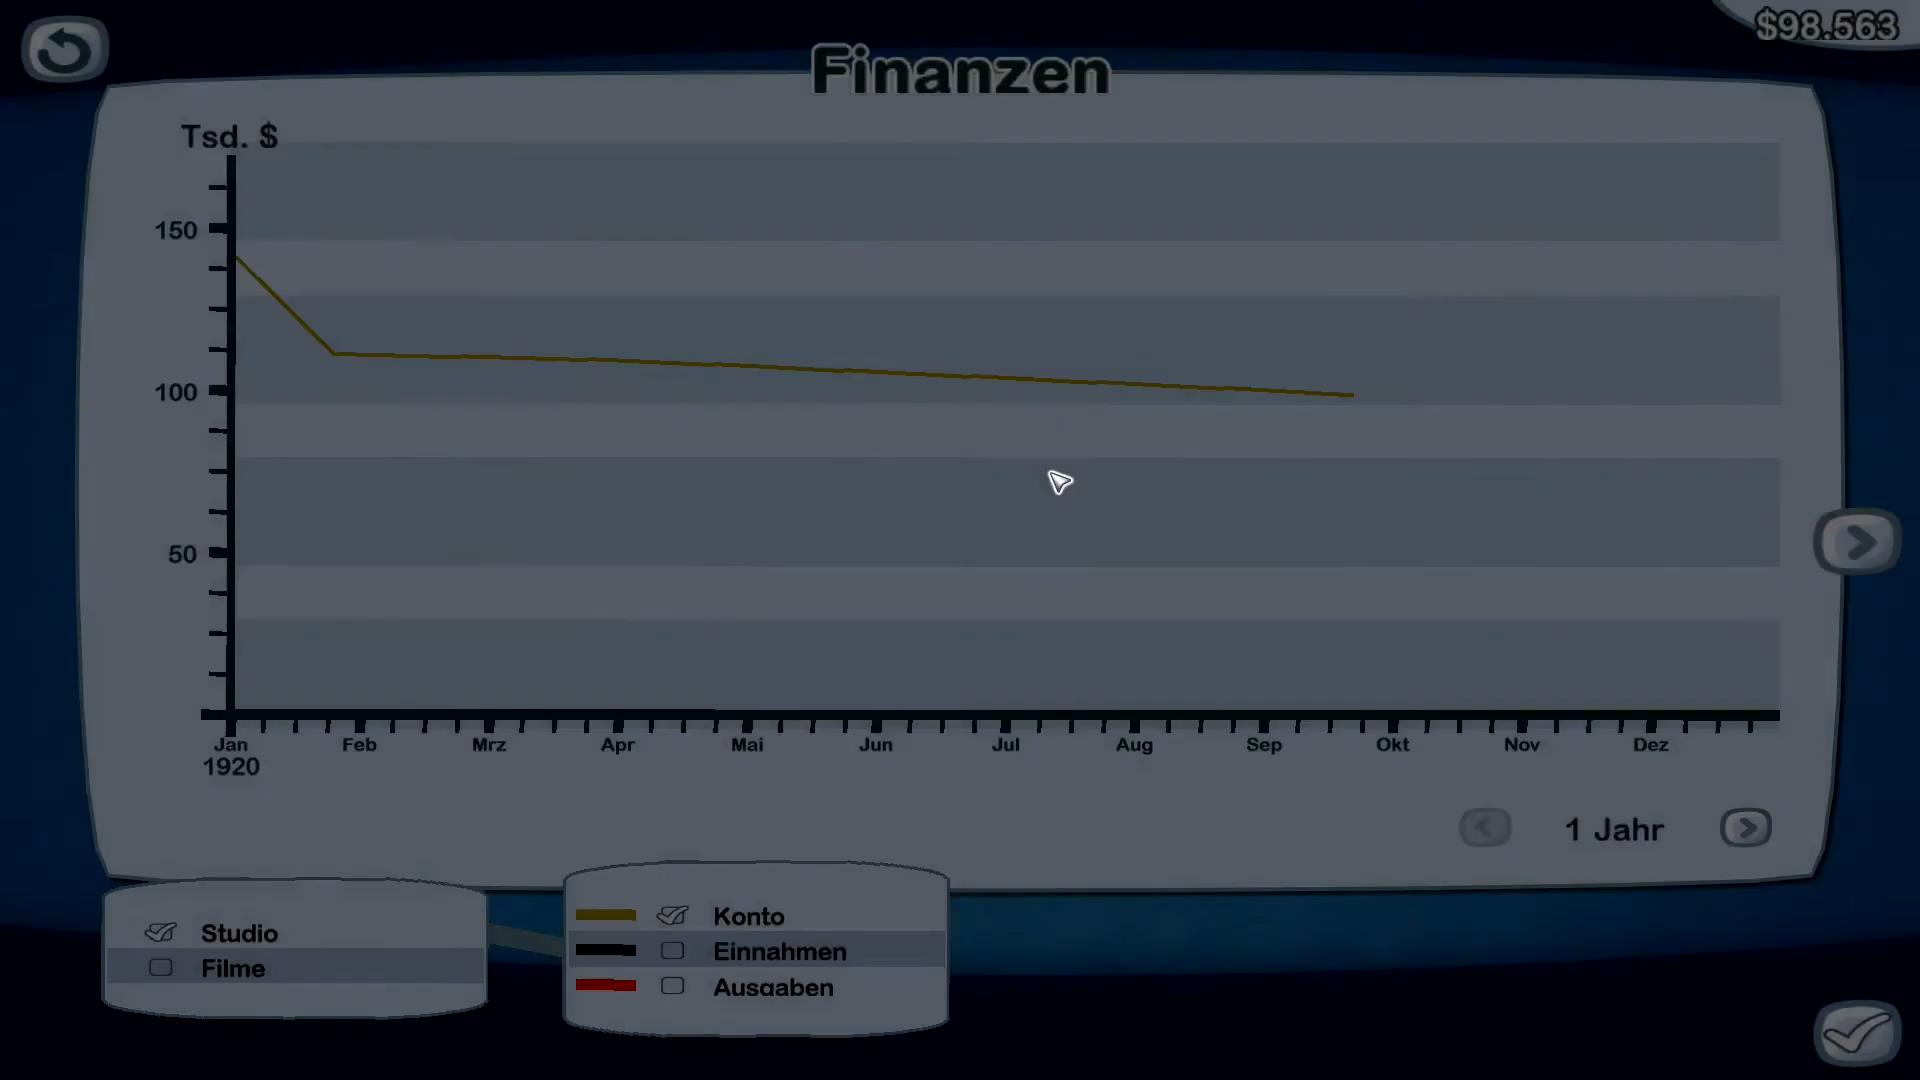 $98.563
Finanzen
Tsd. $
150
100
50
Jan Feb Mrz Apr Mai Jun Jul Aug Sep Okt Nov Dez
1920
1 Jahr
Studio
Filme
Konto
Einnahmen
Ausgaben